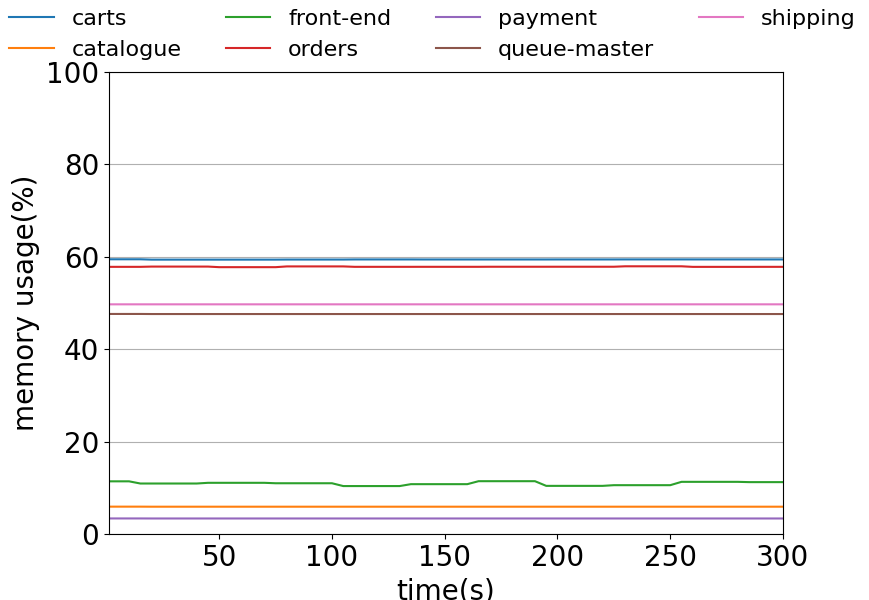 carts front-end payment shipping
catalogue orders queue-master
100
80
60
40
20
0
memory usage(%)
50 100 150 200 250 300
time(s)